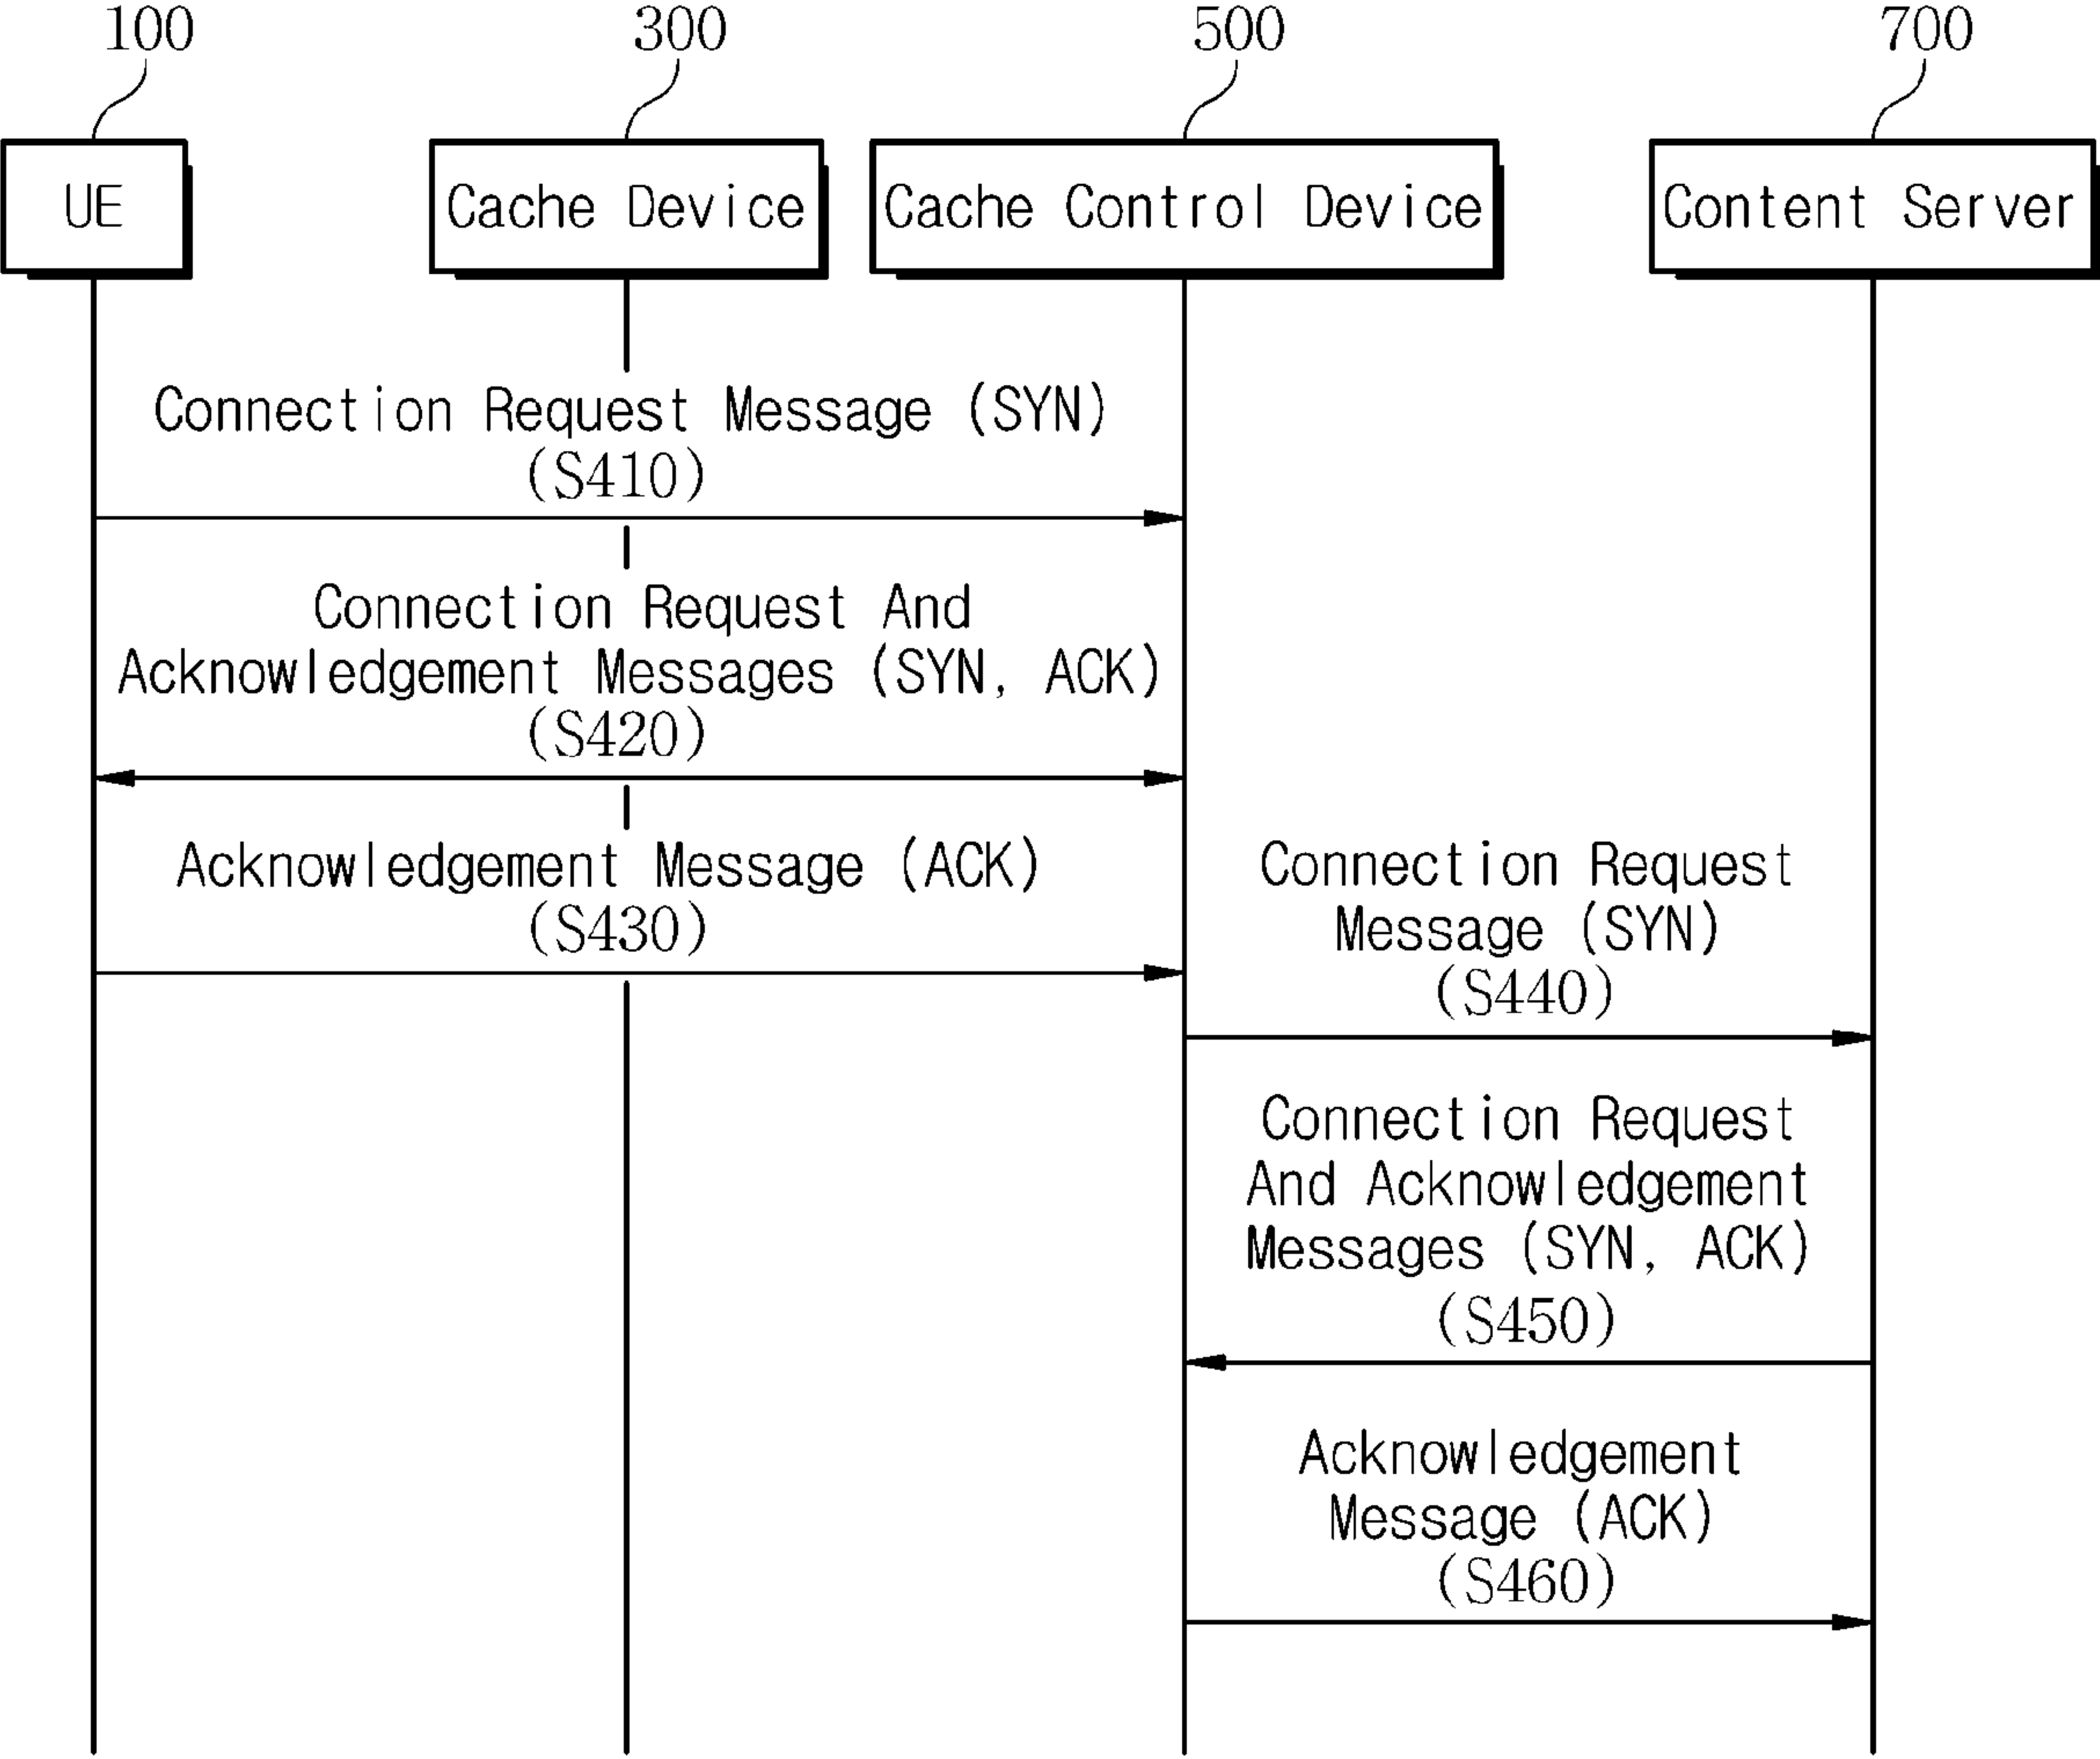 100
300
500
700
UE
Cache Device
Cache Control Device
Content Server
Connection Request Message (SYN)
(S410)
Connection Request And
Acknowledgement Messages (SYN, ACK)
(S420)
Acknowledgement Message (ACK)
(S430)
Connection Request
Message (SYN)
(S440)
Connection Request
And Acknowledgement
Messages (SYN, ACK)
(S450)
Acknowledgement
Message (ACK)
(S460)